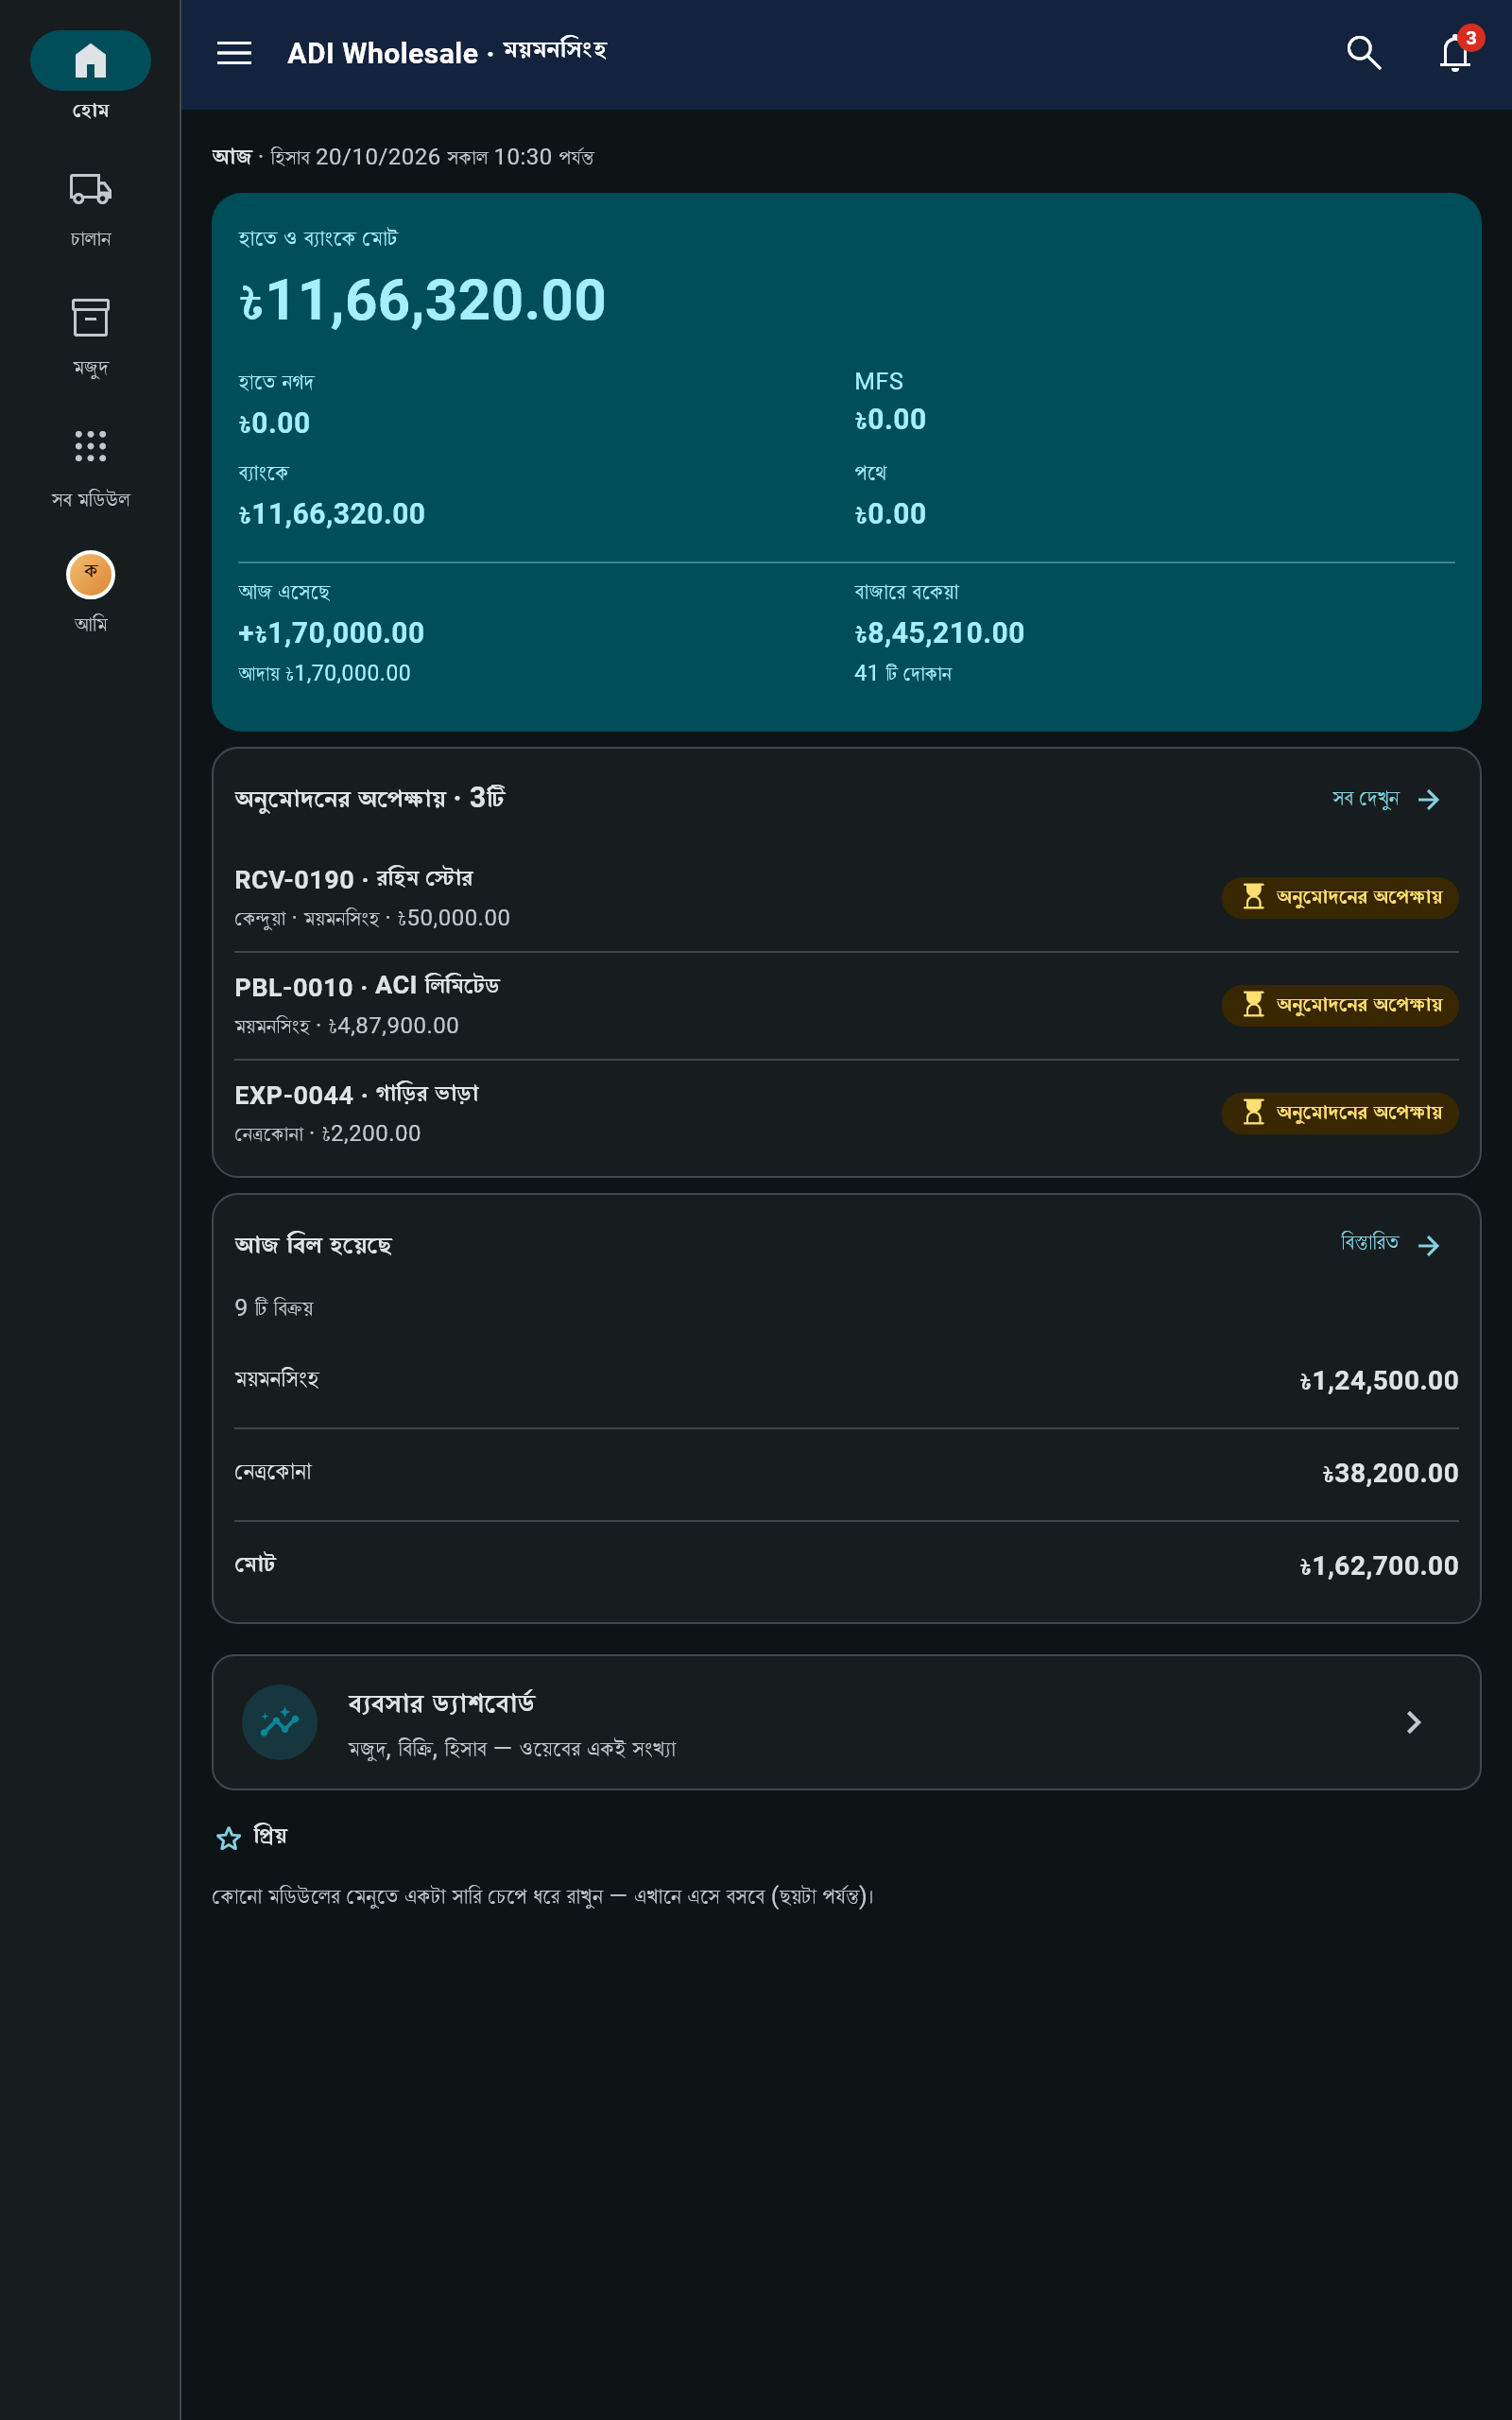 হোম
চালান
মজুদ
সব মডিউল
ক
আমি
ADI Wholesale · ময়মনসিংহ
3
আজ · হিসাব 20/10/2026 সকাল 10:30 পর্যন্ত
হাতে ও ব্যাংকে মোট
৳11,66,320.00
হাতে নগদ
৳0.00
MFS
৳0.00
ব্যাংকে
৳11,66,320.00
পথে
৳0.00
আজ এসেছে
+৳1,70,000.00
আদায় ৳1,70,000.00
বাজারে বকেয়া
৳8,45,210.00
41 টি দোকান
অনুমোদনের অপেক্ষায় · 3টি
সব দেখুন
RCV-0190 · রহিম স্টোর
কেন্দুয়া · ময়মনসিংহ · ৳50,000.00
অনুমোদনের অপেক্ষায়
PBL-0010 · ACI লিমিটেড
ময়মনসিংহ · ৳4,87,900.00
অনুমোদনের অপেক্ষায়
EXP-0044 · গাড়ির ভাড়া
নেত্রকোনা · ৳2,200.00
অনুমোদনের অপেক্ষায়
আজ বিল হয়েছে
বিস্তারিত
9 টি বিক্রয়
ময়মনসিংহ
৳1,24,500.00
নেত্রকোনা
৳38,200.00
মোট
৳1,62,700.00
ব্যবসার ড্যাশবোর্ড
মজুদ, বিক্রি, হিসাব — ওয়েবের একই সংখ্যা
প্রিয়
কোনো মডিউলের মেনুতে একটা সারি চেপে ধরে রাখুন — এখানে এসে বসবে (ছয়টা পর্যন্ত)।